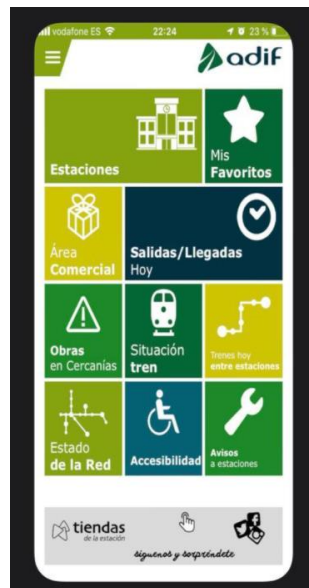 vodafone ES 22:24 23 %
adif
Estaciones
Mis
Favoritos
Área
Comercial
Salidas/Llegadas
Hoy
Obras
en Cercanías
Situación
tren
Trenes hoy
entre estaciones
Estado
de la Red
Accesibilidad
Avisos
a estaciones
tiendas
de la estación
síguenos y sorpréndete